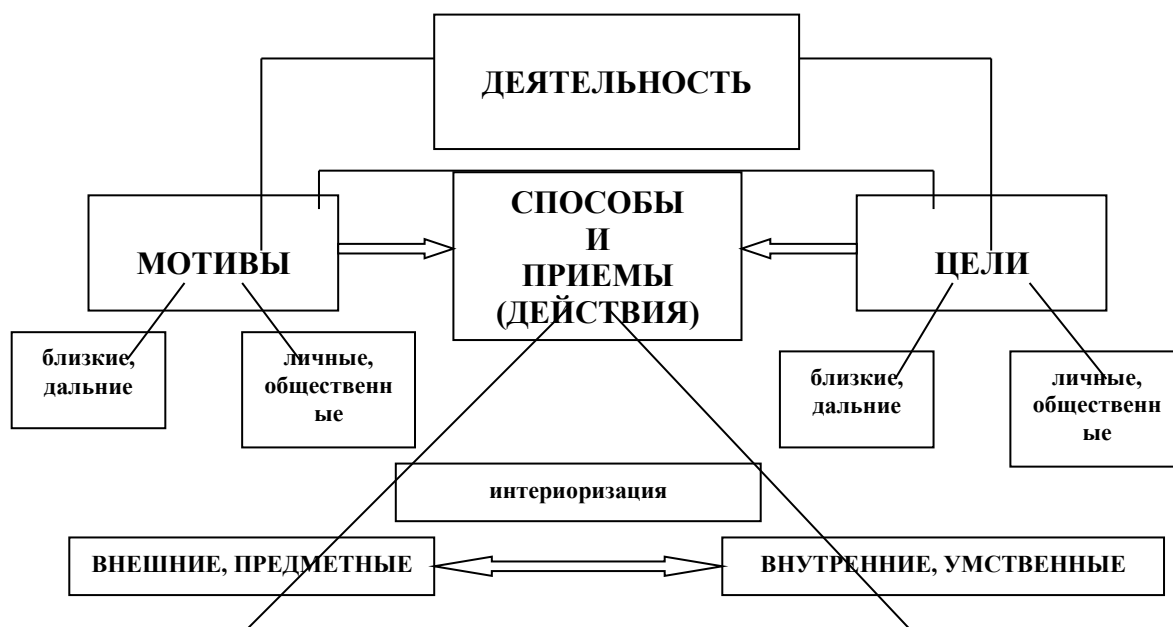 ДЕЯТЕЛЬНОСТЬ
МОТИВЫ
СПОСОБЫ
И
ПРИЕМЫ
(ДЕЙСТВИЯ)
ЦЕЛИ
близкие,
дальние
личные,
общественн
ые
близкие,
дальние
личные,
общественн
ые
интериоризация
ВНЕШНИЕ, ПРЕДМЕТНЫЕ
ВНУТРЕННИЕ, УМСТВЕННЫЕ